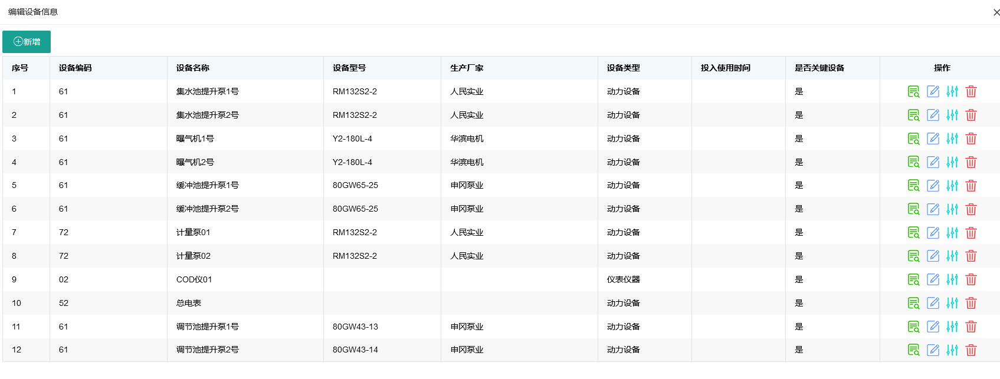 编辑设备信息
新增
序号 设备编码 设备名称 设备型号 生产厂家 设备类型 投入使用时间 是否关键设备 操作
1 61 集水池提升泵1号 RM132S2-2 人民实业 动力设备 是
2 61 集水池提升泵2号 RM132S2-2 人民实业 动力设备 是
3 61 曝气机1号 Y2-180L-4 华滨电机 动力设备 是
4 61 曝气机2号 Y2-180L-4 华滨电机 动力设备 是
5 61 缓冲池提升泵1号 80GW65-25 申冈泵业 动力设备 是
6 61 缓冲池提升泵2号 80GW65-25 申冈泵业 动力设备 是
7 72 计量泵01 RM132S2-2 人民实业 动力设备 是
8 72 计量泵02 RM132S2-2 人民实业 动力设备 是
9 02 COD仪01 仪表仪器 是
10 52 总电表 动力设备 是
11 61 调节池提升泵1号 80GW43-13 申冈泵业 动力设备 是
12 61 调节池提升泵2号 80GW43-14 申冈泵业 动力设备 是